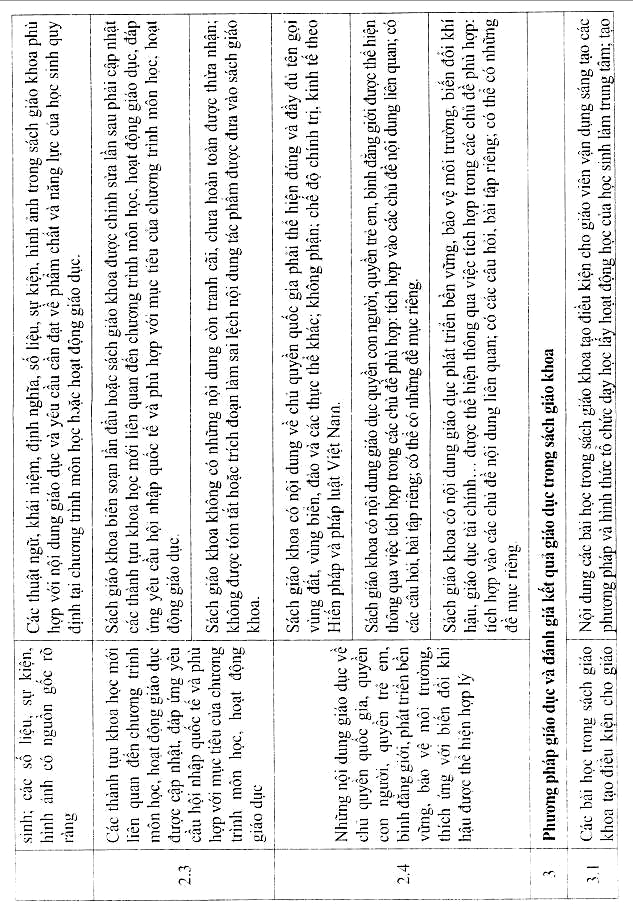 sinh; các số liệu, sự kiện,
hình ảnh có nguồn gốc rõ
ràng
Các thuật ngữ, khái niệm, định nghĩa, số liệu, sự kiện, hình ảnh trong sách giáo khoa phù
hợp với nội dung giáo dục và yêu cầu cần đạt về phẩm chất và năng lực của học sinh quy
định tại chương trình môn học hoặc hoạt động giáo dục.
2.3
Các thành tựu khoa học mới
liên quan đến chương trình
môn học, hoạt động giáo dục
được cập nhật, đáp ứng yêu
cầu hội nhập quốc tế và phù
hợp với mục tiêu của chương
trình môn học, hoạt động
giáo dục
Sách giáo khoa biên soạn lần đầu hoặc sách giáo khoa được chỉnh sửa lần sau phải cập nhật
các thành tựu khoa học mới liên quan đến chương trình môn học, hoạt động giáo dục, đáp
ứng yêu cầu hội nhập quốc tế và phù hợp với mục tiêu của chương trình môn học, hoạt
động giáo dục.
Sách giáo khoa không có những nội dung còn tranh cãi, chưa hoàn toàn được thừa nhận;
không được tóm tắt hoặc trích đoạn làm sai lệch nội dung tác phẩm được đưa vào sách giáo
khoa.
2.4
Những nội dung giáo dục về
chủ quyền quốc gia, quyền
con người, quyền trẻ em,
bình đẳng giới, phát triển bền
vững, bảo vệ môi trường,
thích ứng với biến đổi khí
hậu được thể hiện hợp lý
Sách giáo khoa có nội dung về chủ quyền quốc gia phải thể hiện đúng và đầy đủ tên gọi
vùng đất, vùng biển, đảo và các thực thể khác; không phận; chế độ chính trị, kinh tế theo
Hiến pháp và pháp luật Việt Nam.
Sách giáo khoa có nội dung giáo dục quyền con người, quyền trẻ em, bình đẳng giới được thể hiện
thông qua việc tích hợp trong các chủ đề phù hợp: tích hợp vào các chủ đề nội dung liên quan; có
các câu hỏi, bài tập riêng; có thể có những đề mục riêng.
Sách giáo khoa có nội dung giáo dục phát triển bền vững, bảo vệ môi trường, biến đổi khí
hậu, giáo dục tài chính… được thể hiện thông qua việc tích hợp trong các chủ đề phù hợp:
tích hợp vào các chủ đề nội dung liên quan; có các câu hỏi, bài tập riêng; có thể có những
đề mục riêng.
3
Phương pháp giáo dục và đánh giá kết quả giáo dục trong sách giáo khoa
3.1
Các bài học trong sách giáo
khoa tạo điều kiện cho giáo
Nội dung các bài học trong sách giáo khoa tạo điều kiện cho giáo viên vận dụng sáng tạo các
phương pháp và hình thức tổ chức dạy học lấy hoạt động học của học sinh làm trung tâm; tạo